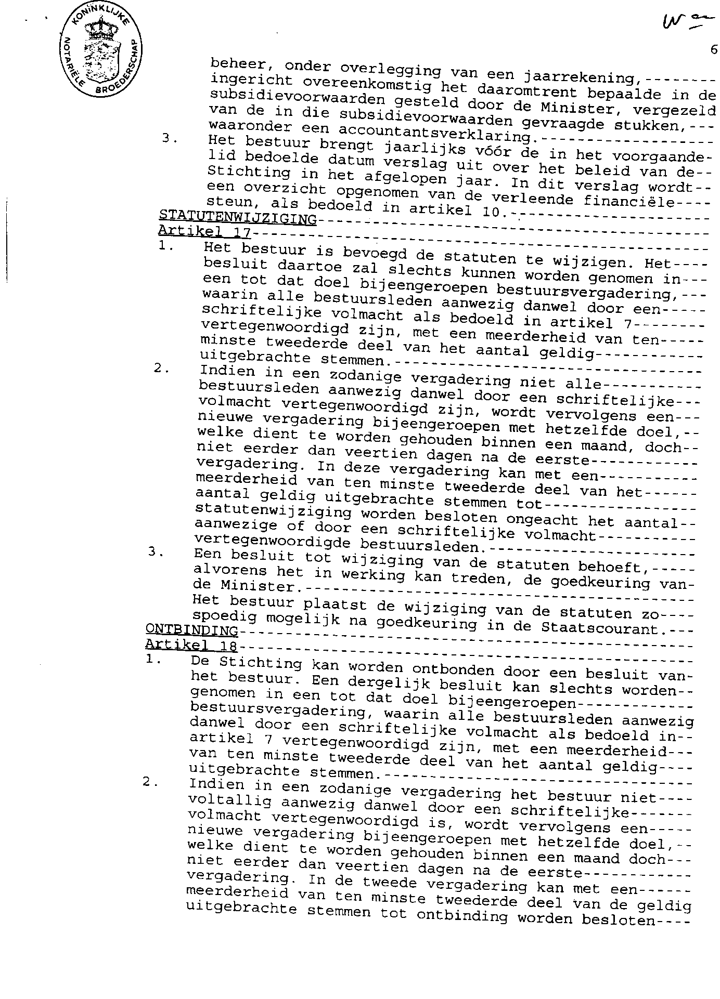 KONINKLIJKE
NOTARIËLE
BROEDERSCHAP
6
beheer, onder overlegging van een jaarrekening,--------
ingericht overeenkomstig het daaromtrent bepaalde in de
subsidievoorwaarden gesteld door de Minister, vergezeld
van de in die subsidievoorwaarden gevraagde stukken,---
waaronder een accountantsverklaring.-------------------
3. Het bestuur brengt jaarlijks vóór de in het voorgaande-
lid bedoelde datum verslag uit over het beleid van de--
Stichting in het afgelopen jaar. In dit verslag wordt--
een overzicht opgenomen van de verleende financiële----
steun, als bedoeld in artikel 10.----------------------
STATUTENWIJZIGING-------------------------------------------
Artikel 17--------------------------------------------------
1. Het bestuur is bevoegd de statuten te wijzigen. Het----
besluit daartoe zal slechts kunnen worden genomen in---
een tot dat doel bijeengeroepen bestuursvergadering,---
waarin alle bestuursleden aanwezig danwel door een-----
schriftelijke volmacht als bedoeld in artikel 7--------
vertegenwoordigd zijn, met een meerderheid van ten-----
minste tweederde deel van het aantal geldig------------
uitgebrachte stemmen.----------------------------------
2. Indien in een zodanige vergadering niet alle-----------
bestuursleden aanwezig danwel door een schriftelijke---
volmacht vertegenwoordigd zijn, wordt vervolgens een---
nieuwe vergadering bijeengeroepen met hetzelfde doel,--
welke dient te worden gehouden binnen een maand, doch--
niet eerder dan veertien dagen na de eerste------------
vergadering. In deze vergadering kan met een-----------
meerderheid van ten minste tweederde deel van het------
aantal geldig uitgebrachte stemmen tot-----------------
statutenwijziging worden besloten ongeacht het aantal--
aanwezige of door een schriftelijke volmacht-----------
vertegenwoordigde bestuursleden.-----------------------
3. Een besluit tot wijziging van de statuten behoeft,-----
alvorens het in werking kan treden, de goedkeuring van-
de Minister.-------------------------------------------
Het bestuur plaatst de wijziging van de statuten zo----
spoedig mogelijk na goedkeuring in de Staatscourant.---
ONTBINDING--------------------------------------------------
Artikel 18--------------------------------------------------
1. De Stichting kan worden ontbonden door een besluit van-
het bestuur. Een dergelijk besluit kan slechts worden--
genomen in een tot dat doel bijeengeroepen-------------
bestuursvergadering, waarin alle bestuursleden aanwezig
danwel door een schriftelijke volmacht als bedoeld in--
artikel 7 vertegenwoordigd zijn, met een meerderheid---
van ten minste tweederde deel van het aantal geldig----
uitgebrachte stemmen.----------------------------------
2. Indien in een zodanige vergadering het bestuur niet----
voltallig aanwezig danwel door een schriftelijke-------
volmacht vertegenwoordigd is, wordt vervolgens een-----
nieuwe vergadering bijeengeroepen met hetzelfde doel,--
welke dient te worden gehouden binnen een maand doch---
niet eerder dan veertien dagen na de eerste------------
vergadering. In de tweede vergadering kan met een------
meerderheid van ten minste tweederde deel van de geldig
uitgebrachte stemmen tot ontbinding worden besloten----